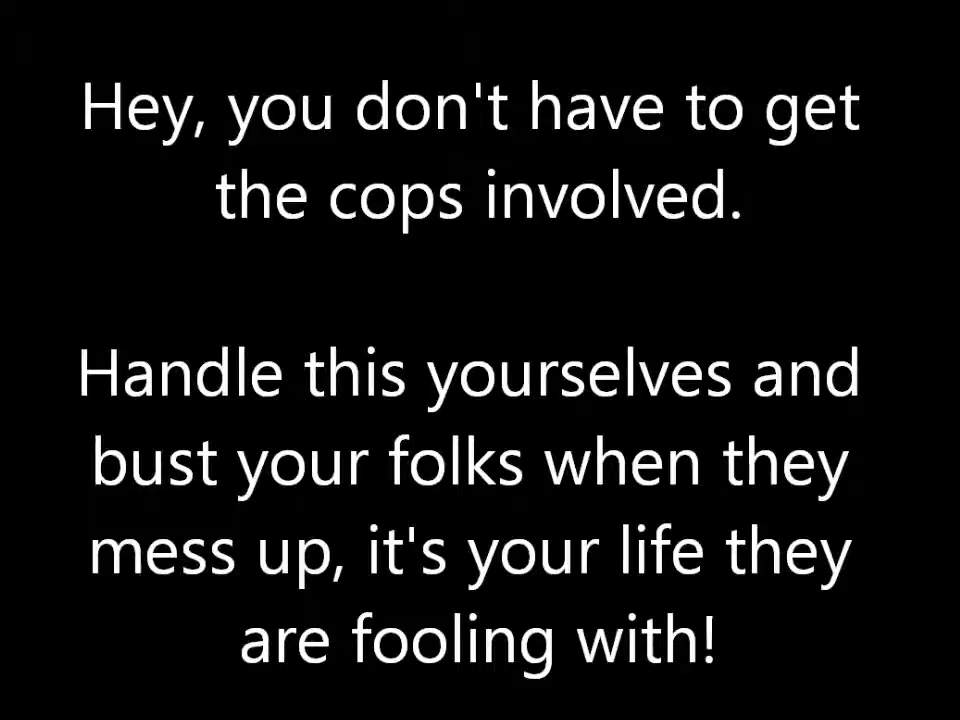 Hey, you don't have to get
the cops involved.
Handle this yourselves and
bust your folks when they
mess up, it's your life they
are fooling with!